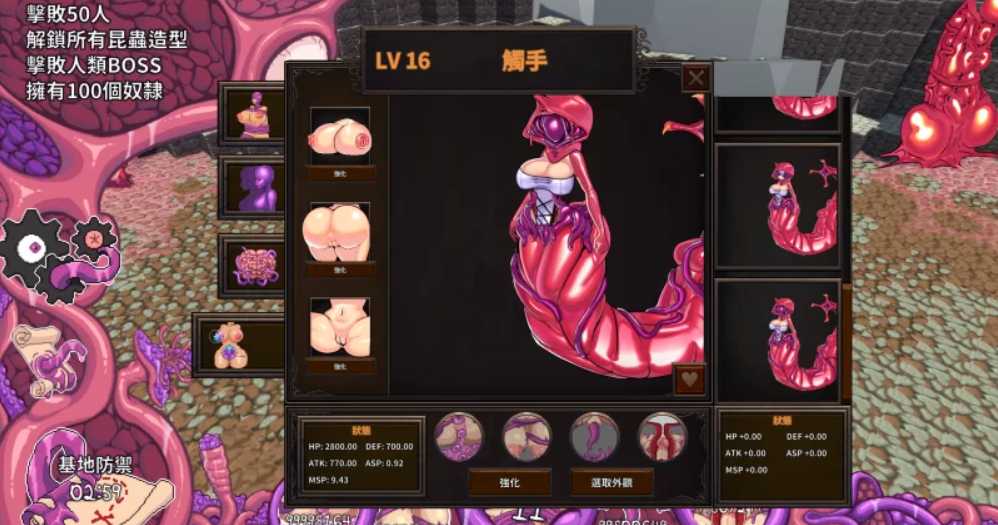 擊敗50人
解鎖所有昆蟲造型
擊敗人類BOSS
擁有100個奴隸
LV 16
觸手
強化
強化
強化
狀態
HP: 2800.00 DEF: 700.00
ATK: 770.00 ASP: 0.92
MSP: 9.43
強化
選取外觀
狀態
HP +0.00 DEF +0.00
ATK +0.00 ASP +0.00
MSP +0.00
基地防禦
02:59
11